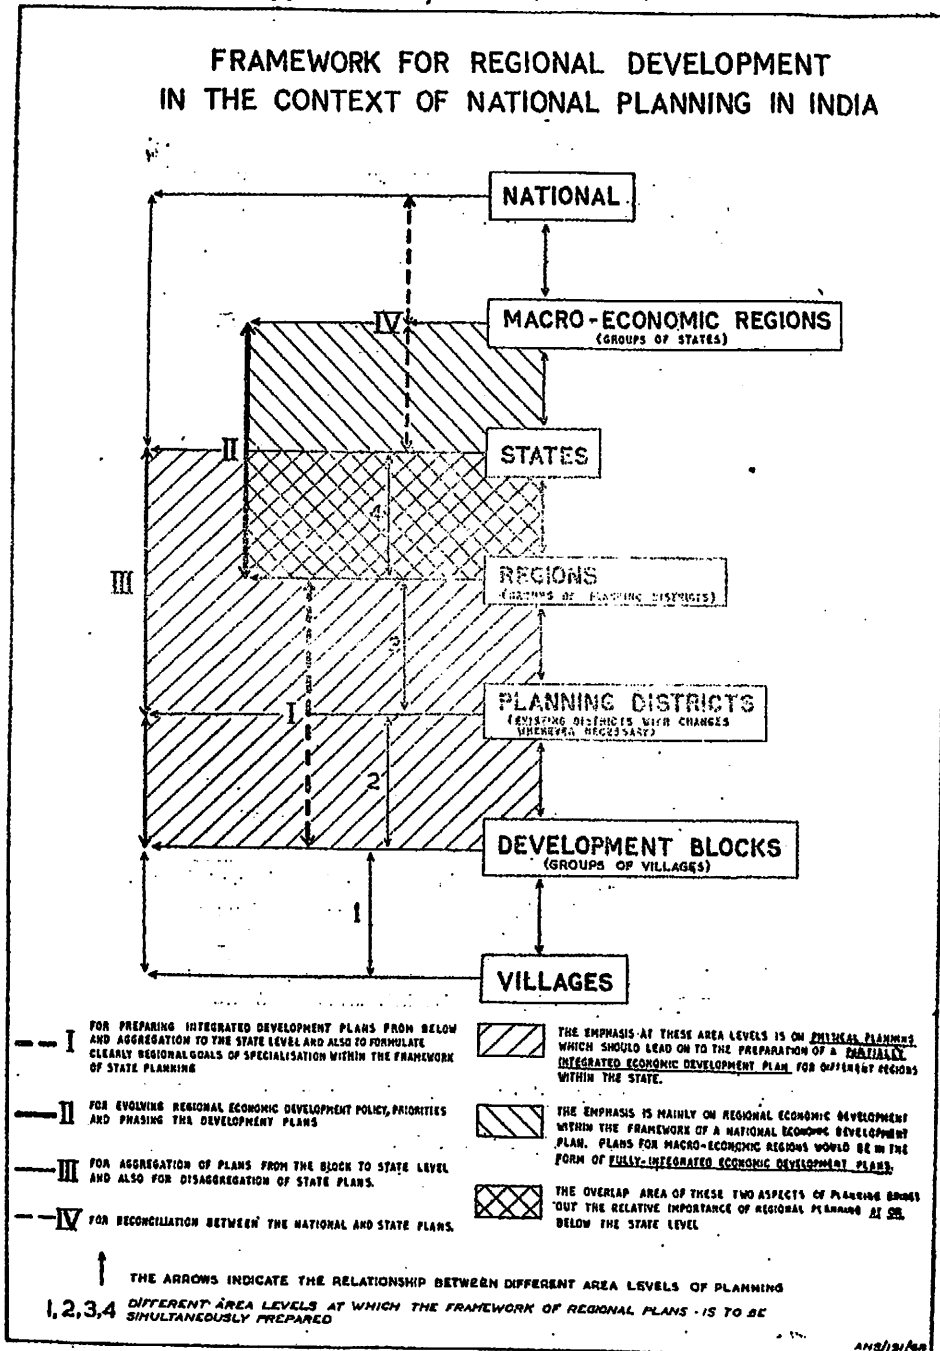 FRAMEWORK FOR REGIONAL DEVELOPMENT
IN THE CONTEXT OF NATIONAL PLANNING IN INDIA
NATIONAL
IV
MACRO-ECONOMIC REGIONS
(GROUPS OF STATES)
II
STATES
4
III
REGIONS
(GROUPS OF PLANNING DISTRICTS)
3
I
PLANNING DISTRICTS
(EXISTING DISTRICTS WITH CHANGES
WHEREVER NECESSARY)
2
DEVELOPMENT BLOCKS
(GROUPS OF VILLAGES)
1
VILLAGES
I FOR PREPARING INTEGRATED DEVELOPMENT PLANS FROM BELOW
AND AGGREGATION TO THE STATE LEVEL AND ALSO TO FORMULATE
CLEARLY REGIONAL GOALS OF SPECIALISATION WITHIN THE FRAMEWORK
OF STATE PLANNING
II FOR EVOLVING REGIONAL ECONOMIC DEVELOPMENT POLICY, PRIORITIES
AND PHASING THE DEVELOPMENT PLANS
III FOR AGGREGATION OF PLANS FROM THE BLOCK TO STATE LEVEL
AND ALSO FOR DISAGGREGATION OF STATE PLANS.
IV FOR RECONCILIATION BETWEEN THE NATIONAL AND STATE PLANS.
THE EMPHASIS AT THESE AREA LEVELS IS ON PHYSICAL PLANNING
WHICH SHOULD LEAD ON TO THE PREPARATION OF A PARTIALLY
INTEGRATED ECONOMIC DEVELOPMENT PLAN FOR DIFFERENT REGIONS
WITHIN THE STATE.
THE EMPHASIS IS MAINLY ON REGIONAL ECONOMIC DEVELOPMENT
WITHIN THE FRAMEWORK OF A NATIONAL ECONOMIC DEVELOPMENT
PLAN. PLANS FOR MACRO-ECONOMIC REGIONS WOULD BE IN THE
FORM OF FULLY-INTEGRATED ECONOMIC DEVELOPMENT PLANS.
THE OVERLAP AREA OF THESE TWO ASPECTS OF PLANNING BRINGS
OUT THE RELATIVE IMPORTANCE OF REGIONAL PLANNING AT OR
BELOW THE STATE LEVEL
THE ARROWS INDICATE THE RELATIONSHIP BETWEEN DIFFERENT AREA LEVELS OF PLANNING
1,2,3,4 DIFFERENT AREA LEVELS AT WHICH THE FRAMEWORK OF REGIONAL PLANS IS TO BE
SIMULTANEOUSLY PREPARED